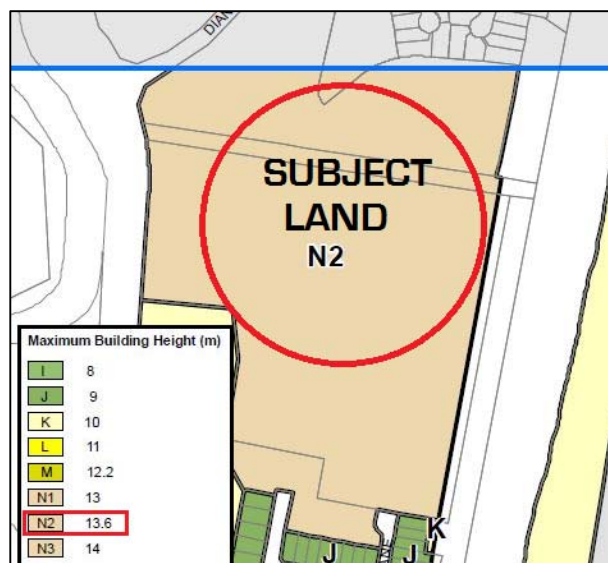 DIAN
SUBJECT
LAND
N2
Maximum Building Height (m)
I 8
J 9
K 10
L 11
M 12.2
N1 13
N2 13.6
N3 14
K
J
J